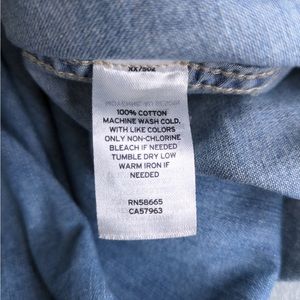 100% COTTON
MACHINE WASH COLD,
WITH LIKE COLORS
ONLY NON-CHLORINE
BLEACH IF NEEDED
TUMBLE DRY LOW
WARM IRON IF
NEEDED
RN58665
CA57963